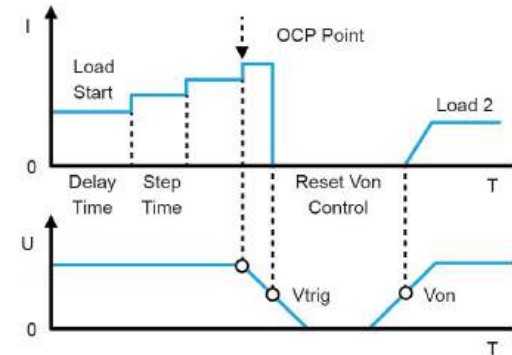 I
OCP Point
Load
Start
Load 2
0
Delay
Time
Step
Time
Reset Von
Control
T
U
Vtrig
Von
0
T